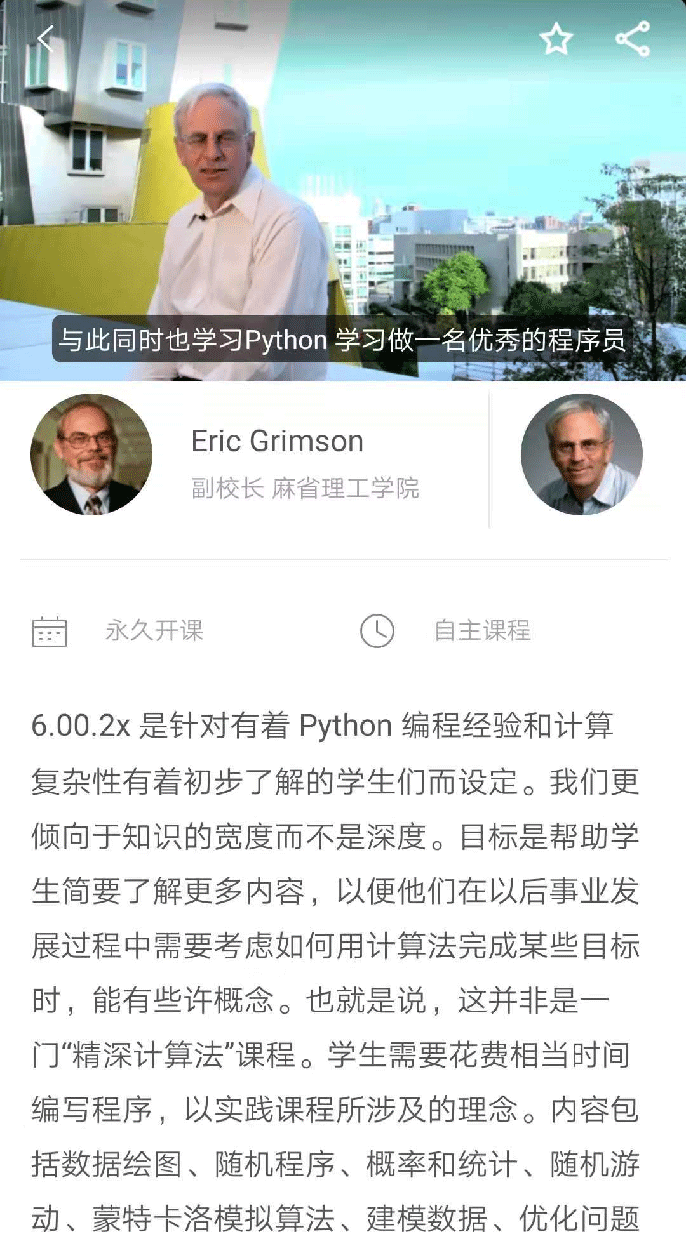 与此同时也学习Python 学习做一名优秀的程序员
Eric Grimson
副校长 麻省理工学院
永久开课
自主课程
6.00.2x 是针对有着 Python 编程经验和计算
复杂性有着初步了解的学生们而设定。我们更
倾向于知识的宽度而不是深度。目标是帮助学
生简要了解更多内容，以便他们在以后事业发
展过程中需要考虑如何用计算法完成某些目标
时，能有些许概念。也就是说，这并非是一
门“精深计算法”课程。学生需要花费相当时间
编写程序，以实践课程所涉及的理念。内容包
括数据绘图、随机程序、概率和统计、随机游
动、蒙特卡洛模拟算法、建模数据、优化问题